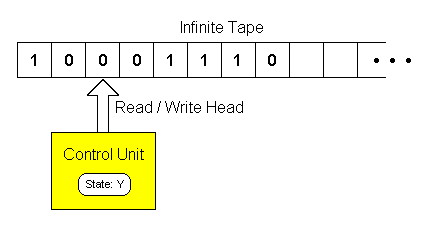 Infinite Tape
1 0 0 0 1 1 1 0 • • •
Read / Write Head
Control Unit
State: Y